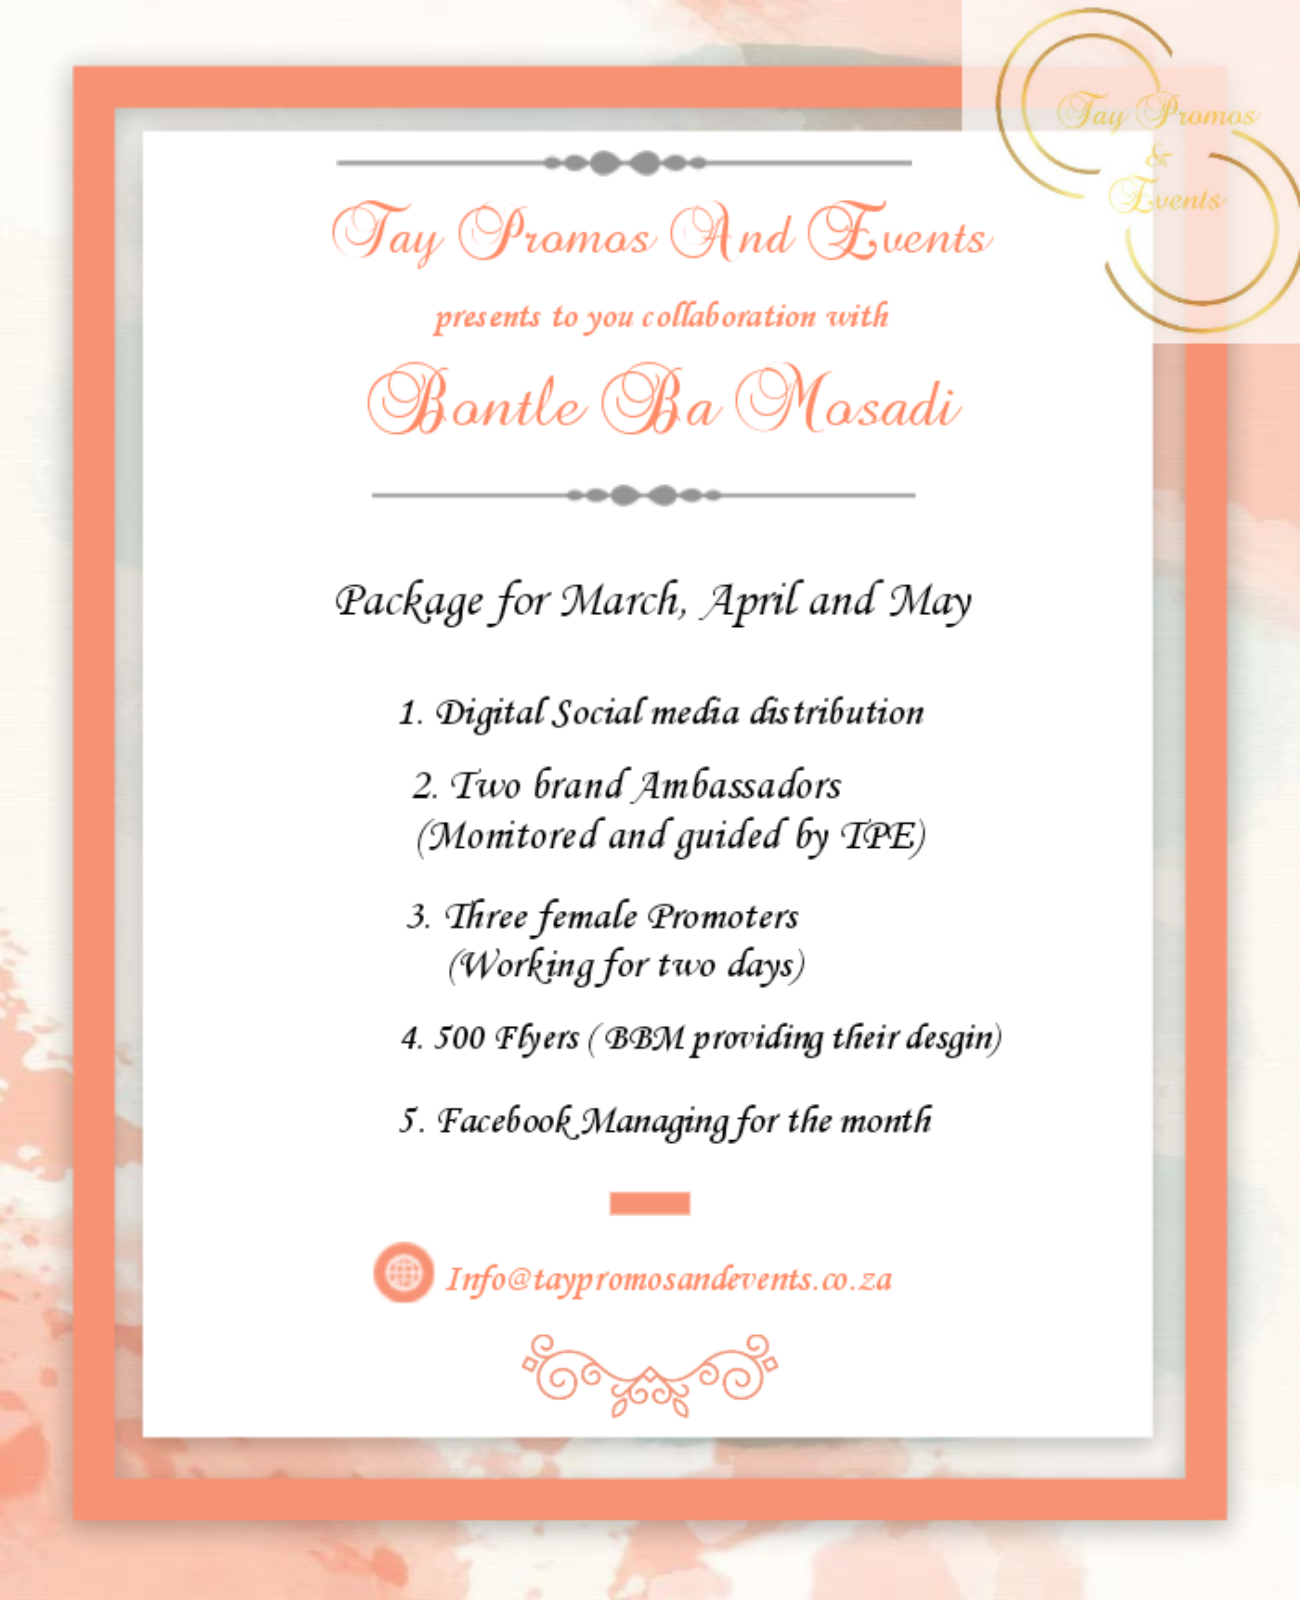 Tay Promos
&
Events
Tay Promos And Events
presents to you collaboration with
Bontle Ba Mosadi
Package for March, April and May
1. Digital Social media distribution
2. Two brand Ambassadors
(Monitored and guided by TPE)
3. Three female Promoters
(Working for two days)
4. 500 Flyers ( BBM providing their desgin)
5. Facebook Managing for the month
Info@taypromosandevents.co.za